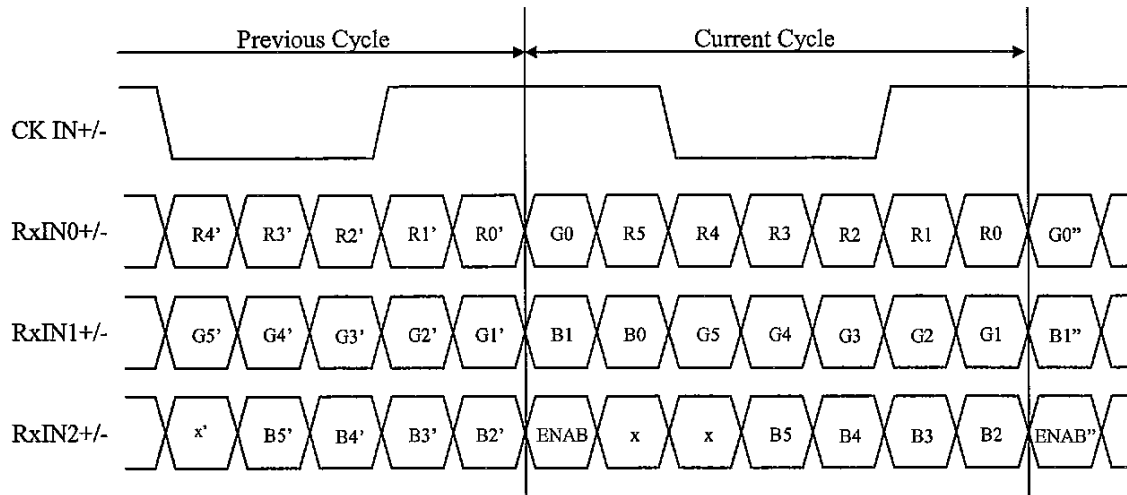 Previous Cycle Current Cycle
CK IN+/-
RxIN0+/- R4' R3' R2' R1' R0' G0 R5 R4 R3 R2 R1 R0 G0"
RxIN1+/- G5' G4' G3' G2' G1' B1 B0 G5 G4 G3 G2 G1 B1"
RxIN2+/- x' B5' B4' B3' B2' ENAB x x B5 B4 B3 B2 ENAB"